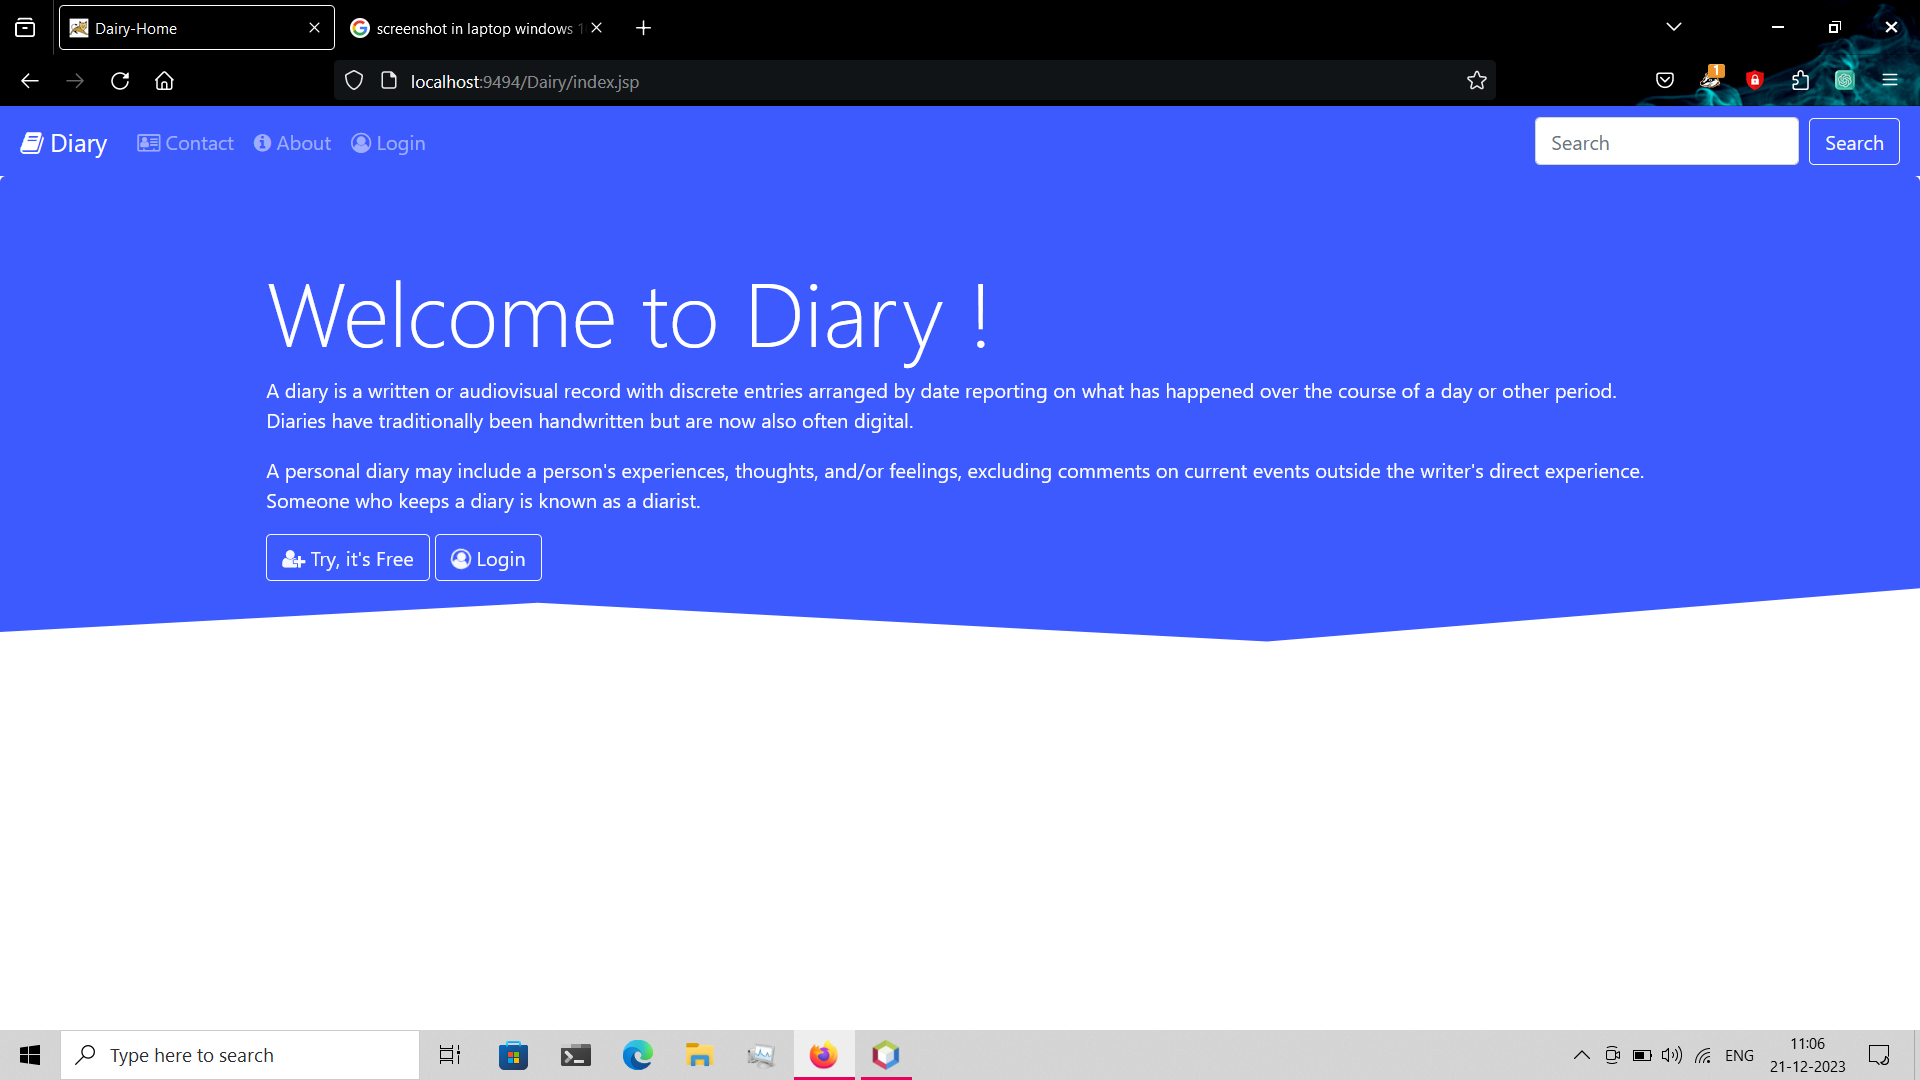 Dairy-Home
screenshot in laptop windows 1
localhost:9494/Dairy/index.jsp
1
Diary Contact About Login
Search Search
Welcome to Diary !
A diary is a written or audiovisual record with discrete entries arranged by date reporting on what has happened over the course of a day or other period.
Diaries have traditionally been handwritten but are now also often digital.
A personal diary may include a person's experiences, thoughts, and/or feelings, excluding comments on current events outside the writer's direct experience.
Someone who keeps a diary is known as a diarist.
Try, it's Free Login
Type here to search
ENG
11:06
21-12-2023